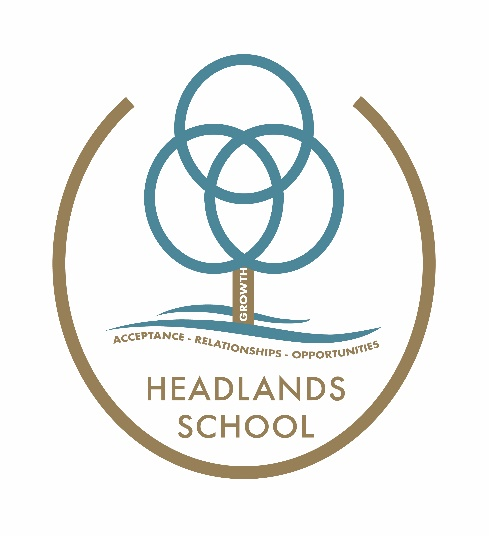 GROWTH
ACCEPTANCE - RELATIONSHIPS - OPPORTUNITIES
HEADLANDS
SCHOOL